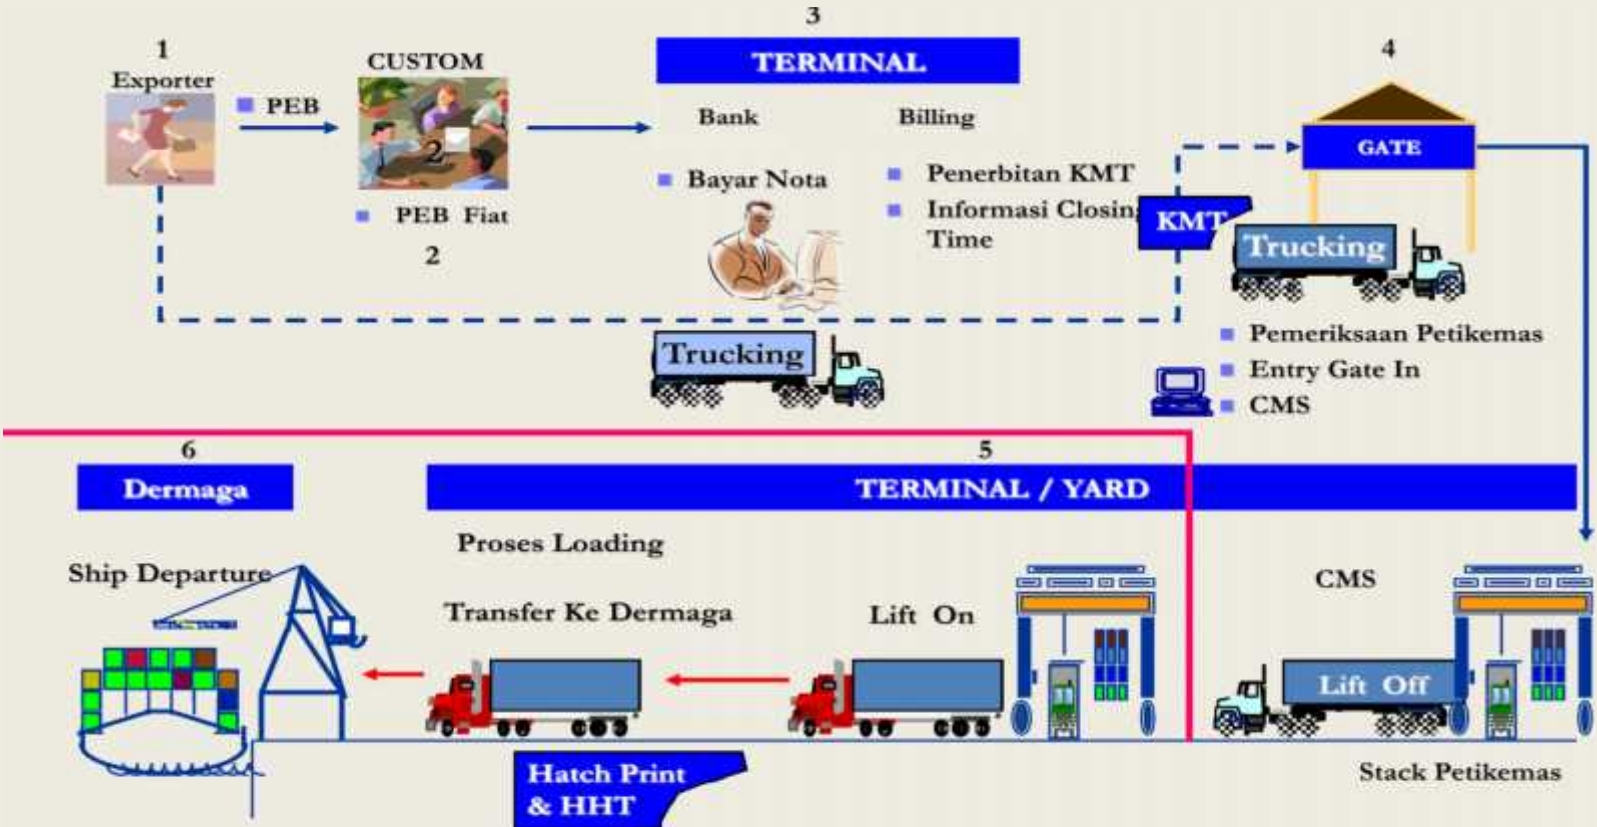 1
Exporter
PEB
CUSTOM
2
PEB Fiat
2
3
TERMINAL
Bank
Billing
Bayar Nota
Penerbitan KMT
Informasi Closing
Time
KMT
4
GATE
Trucking
Trucking
Pemeriksaan Petikemas
Entry Gate In
CMS
6
Dermaga
Ship Departure
5
TERMINAL / YARD
Proses Loading
Transfer Ke Dermaga
Lift On
CMS
Lift Off
Hatch Print
& HHT
Stack Petikemas